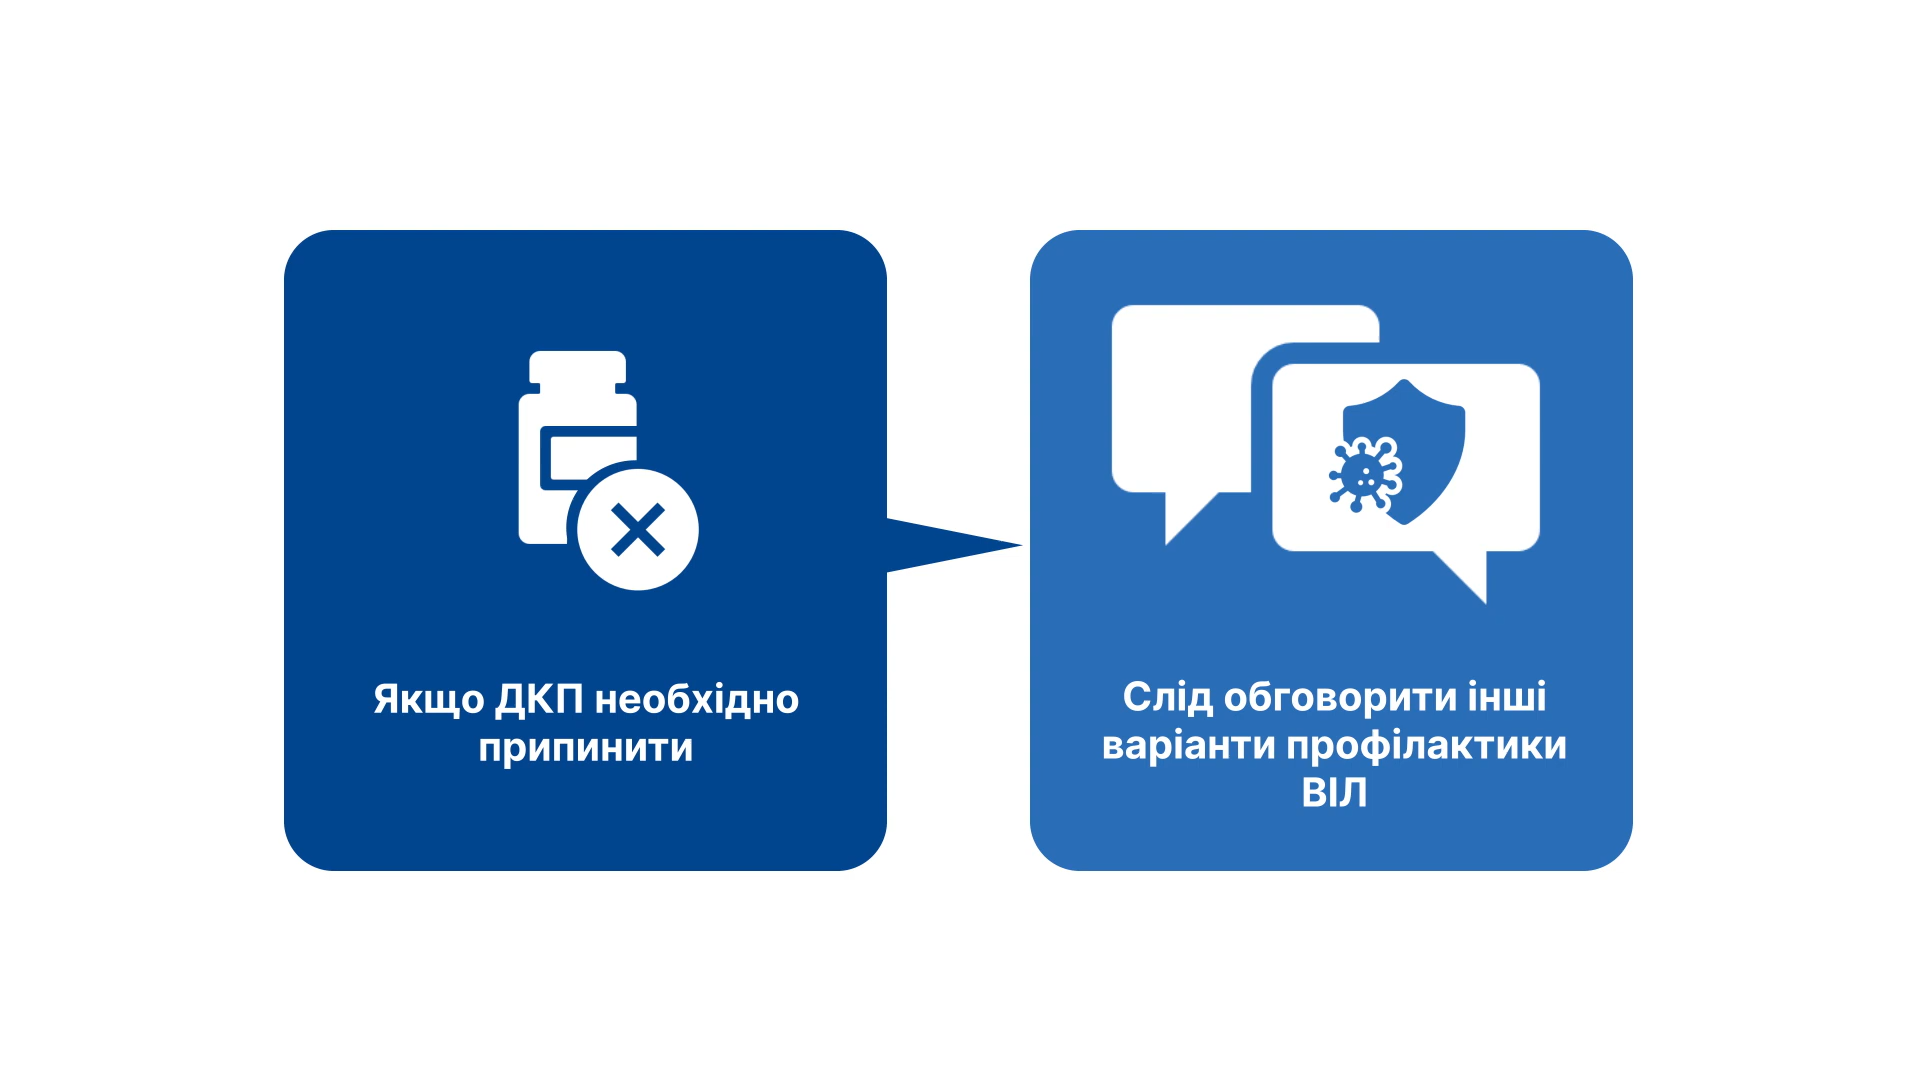 Якщо ДКП необхідно
припинити
Слід обговорити інші
варіанти профілактики
ВІЛ